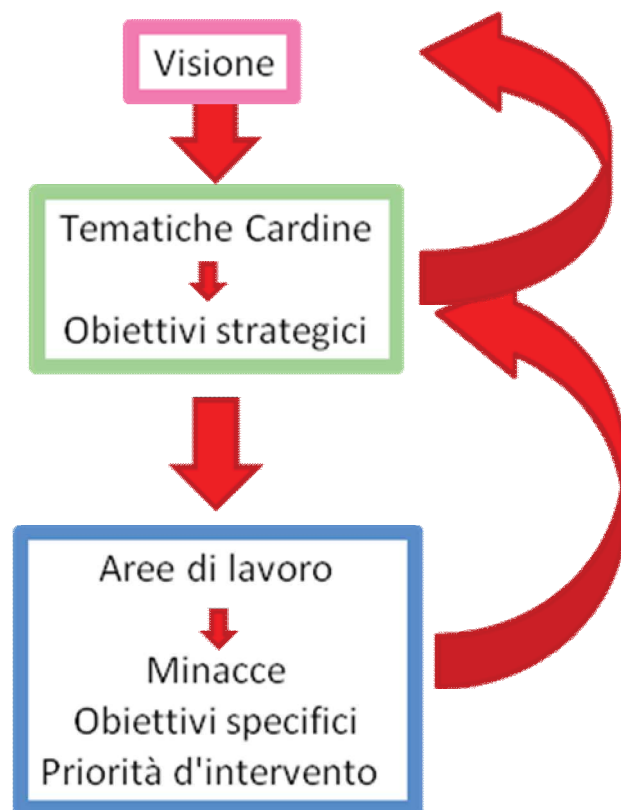 Visione
Tematiche Cardine
Obiettivi strategici
Aree di lavoro
Minacce
Obiettivi specifici
Priorità d'intervento